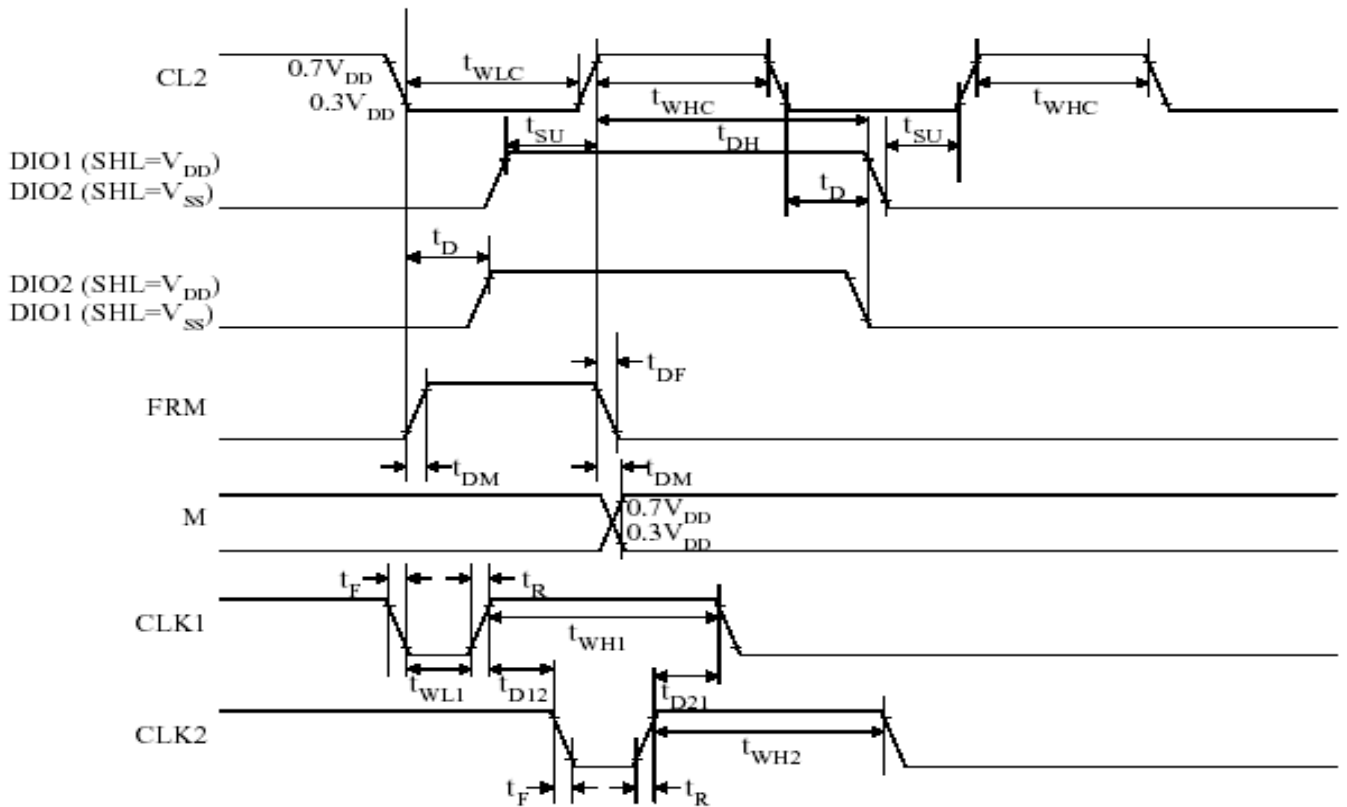 CL2
0.7V_DD
0.3V_DD
t_WLC
t_WHC
t_WHC
t_SU
t_DH
t_SU
DIO1 (SHL=V_DD)
DIO2 (SHL=V_SS)
t_D
t_D
DIO2 (SHL=V_DD)
DIO1 (SHL=V_SS)
t_DF
FRM
t_DM
t_DM
M
0.7V_DD
0.3V_DD
t_F
t_R
CLK1
t_WH1
t_WL1
t_D12
t_D21
CLK2
t_WH2
t_F
t_R